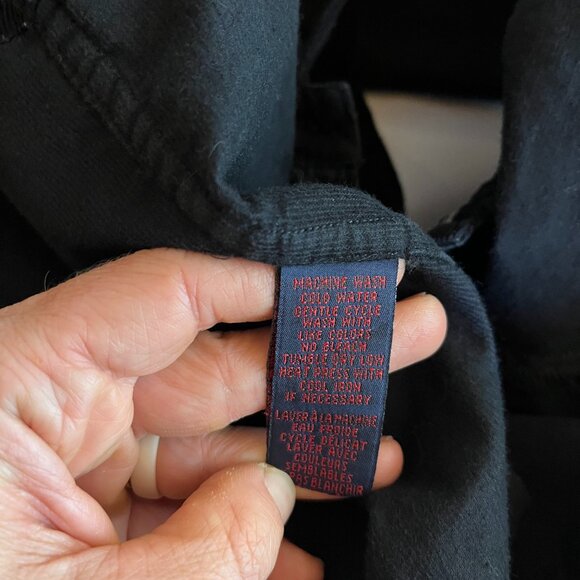 MACHINE WASH
COLD WATER
GENTLE CYCLE
WASH WITH
LIKE COLORS
NO BLEACH
TUMBLE DRY LOW
HEAT PRESS WITH
COOL IRON
IF NECESSARY
LAVER À LA MACHINE
EAU FROIDE
CYCLE DÉLICAT
LAVER AVEC
COULEURS
SEMBLABLES
PAS BLANCHIR